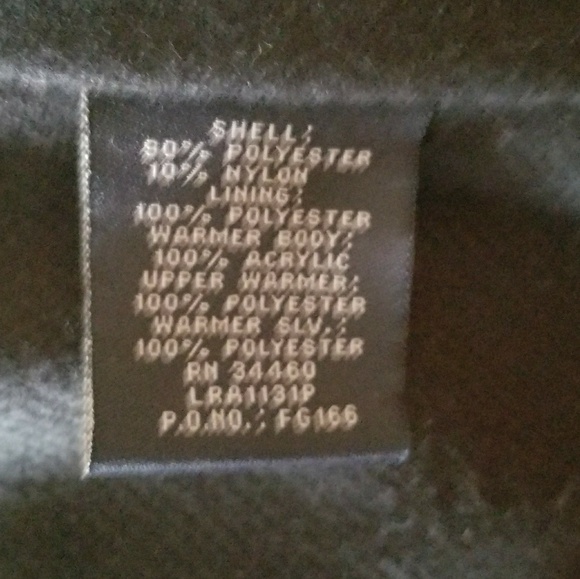 SHELL:
90% POLYESTER
10% NYLON
LINING:
100% POLYESTER
WARMER BODY:
100% ACRYLIC
UPPER WARMER:
100% POLYESTER
WARMER SLV.:
100% POLYESTER
RN 34460
LRA1131P
P.O.NO.: FG166